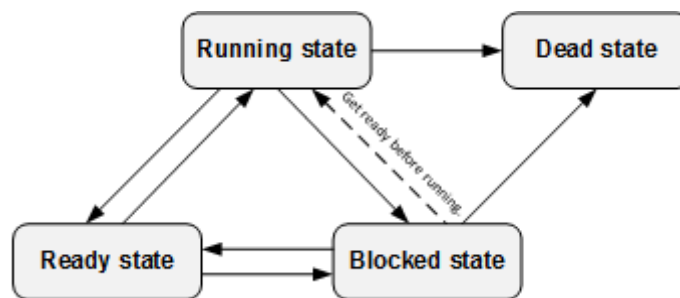 Running state
Dead state
Get ready before running.
Ready state
Blocked state